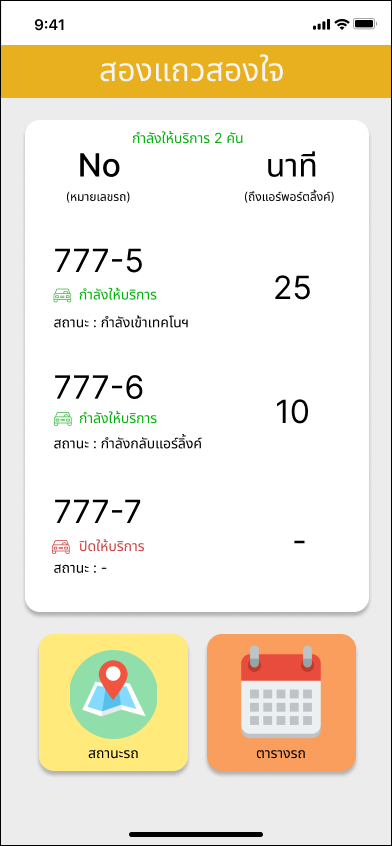 9:41
สองแถวสองใจ
กำลังให้บริการ 2 คัน
No นาที
(หมายเลขรถ) (ถึงแอร์พอร์ตลิ้งค์)
777-5
25
กำลังให้บริการ
สถานะ : กำลังเข้าเทคโนฯ
777-6
10
กำลังให้บริการ
สถานะ : กำลังกลับแอร์ลิ้งค์
777-7
-
ปิดให้บริการ
สถานะ : -
สถานะรถ ตารางรถ